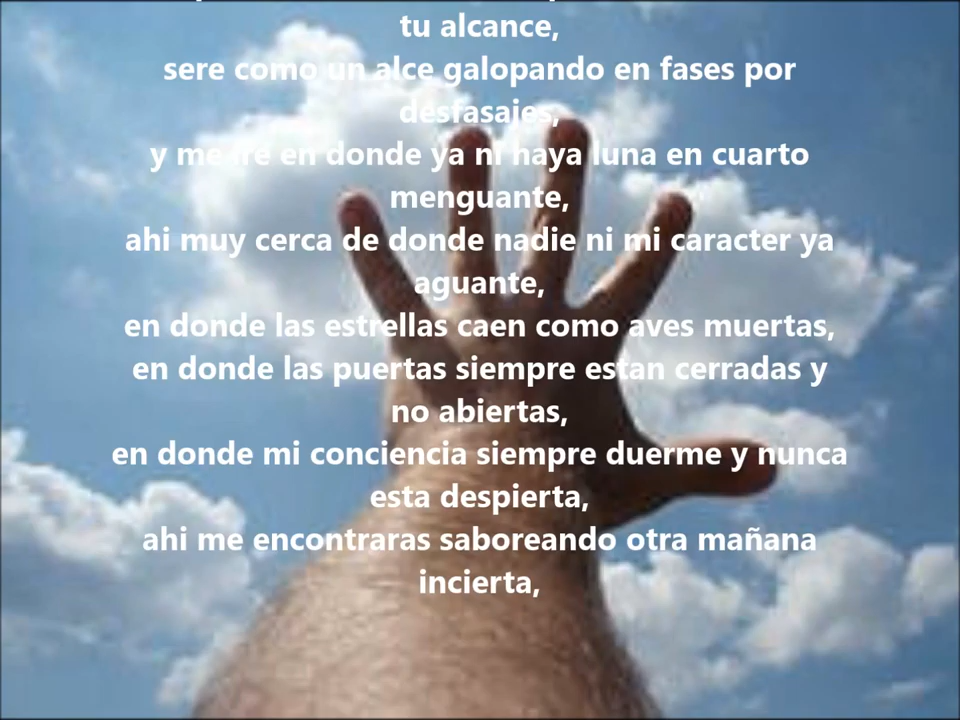 tu alcance,
sere como un alce galopando en fases por
desfasajes,
y me ire en donde ya ni haya luna en cuarto
menguante,
ahi muy cerca de donde nadie ni mi caracter ya
aguante,
en donde las estrellas caen como aves muertas,
en donde las puertas siempre estan cerradas y
no abiertas,
en donde mi conciencia siempre duerme y nunca
esta despierta,
ahi me encontraras saboreando otra mañana
incierta,